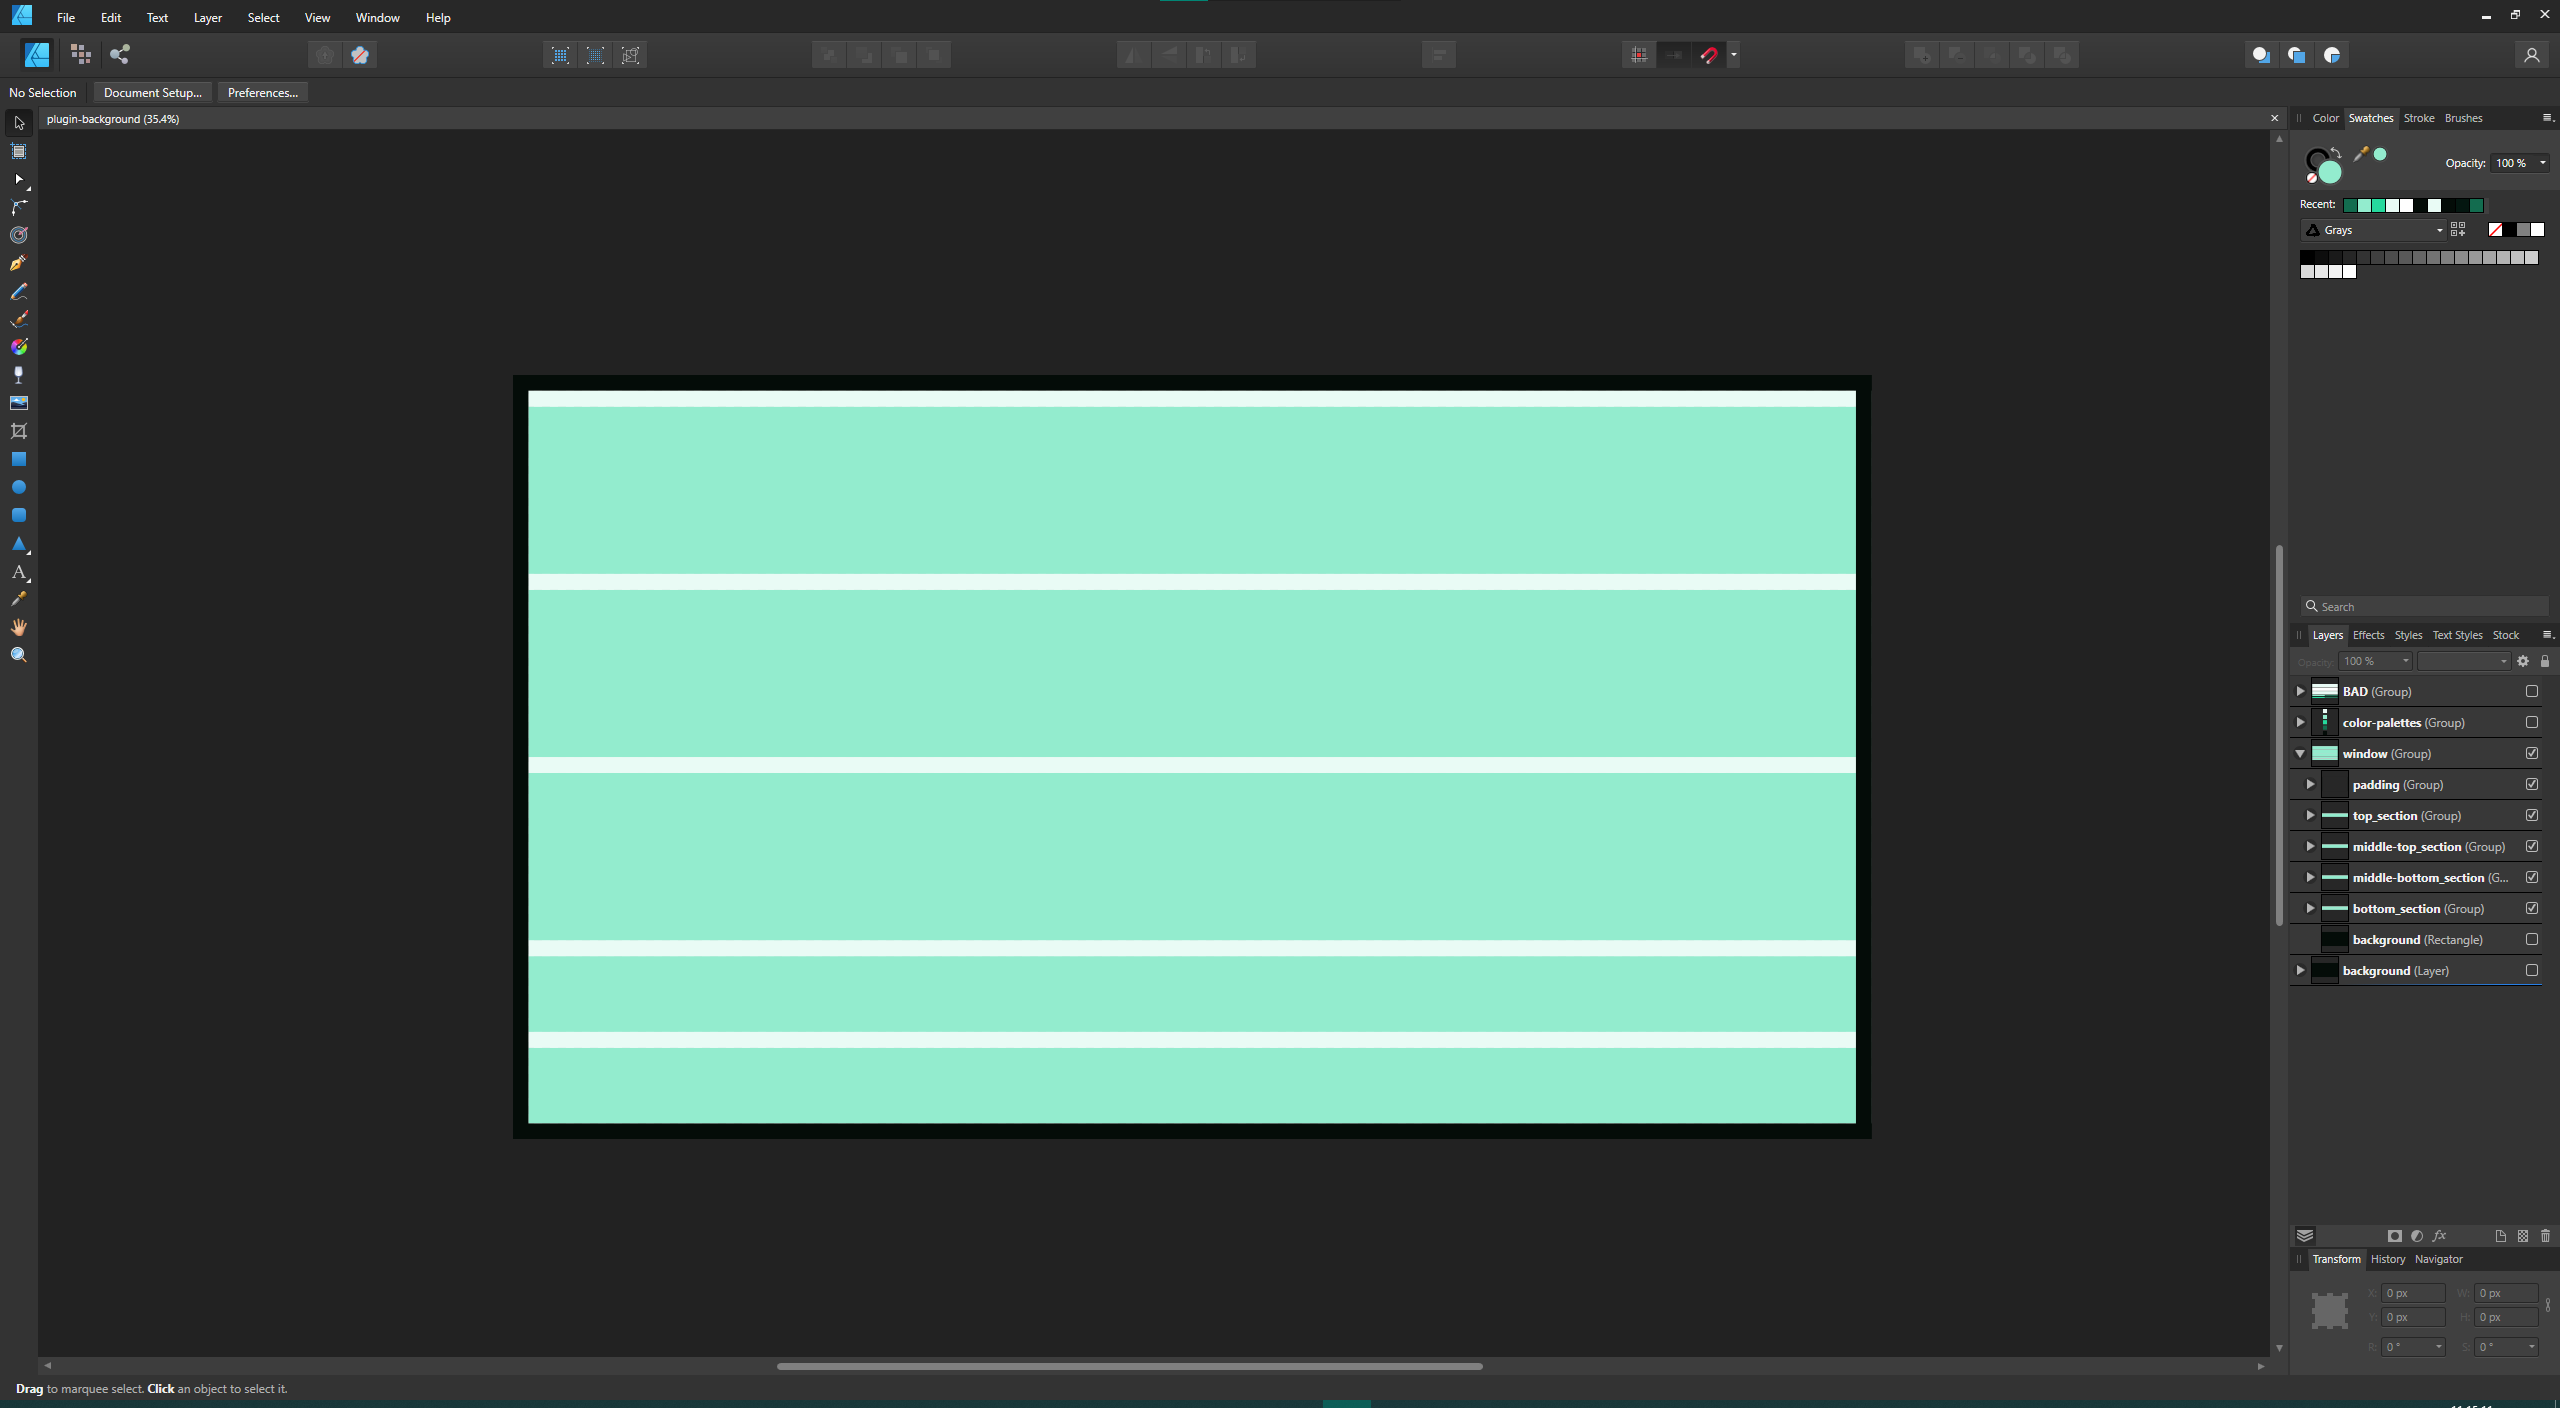 File Edit Text Layer Select View Window Help
No Selection Document Setup... Preferences...
plugin-background (35.4%)
Color Swatches Stroke Brushes
Opacity: 100 %
Recent:
Grays
Search
Layers Effects Styles Text Styles Stock
Opacity: 100 %
BAD (Group)
color-palettes (Group)
window (Group)
padding (Group)
top_section (Group)
middle-top_section (Group)
middle-bottom_section (G...
bottom_section (Group)
background (Rectangle)
background (Layer)
Transform History Navigator
X: 0 px W: 0 px
Y: 0 px H: 0 px
R: 0 ° S: 0 °
Drag to marquee select. Click an object to select it.